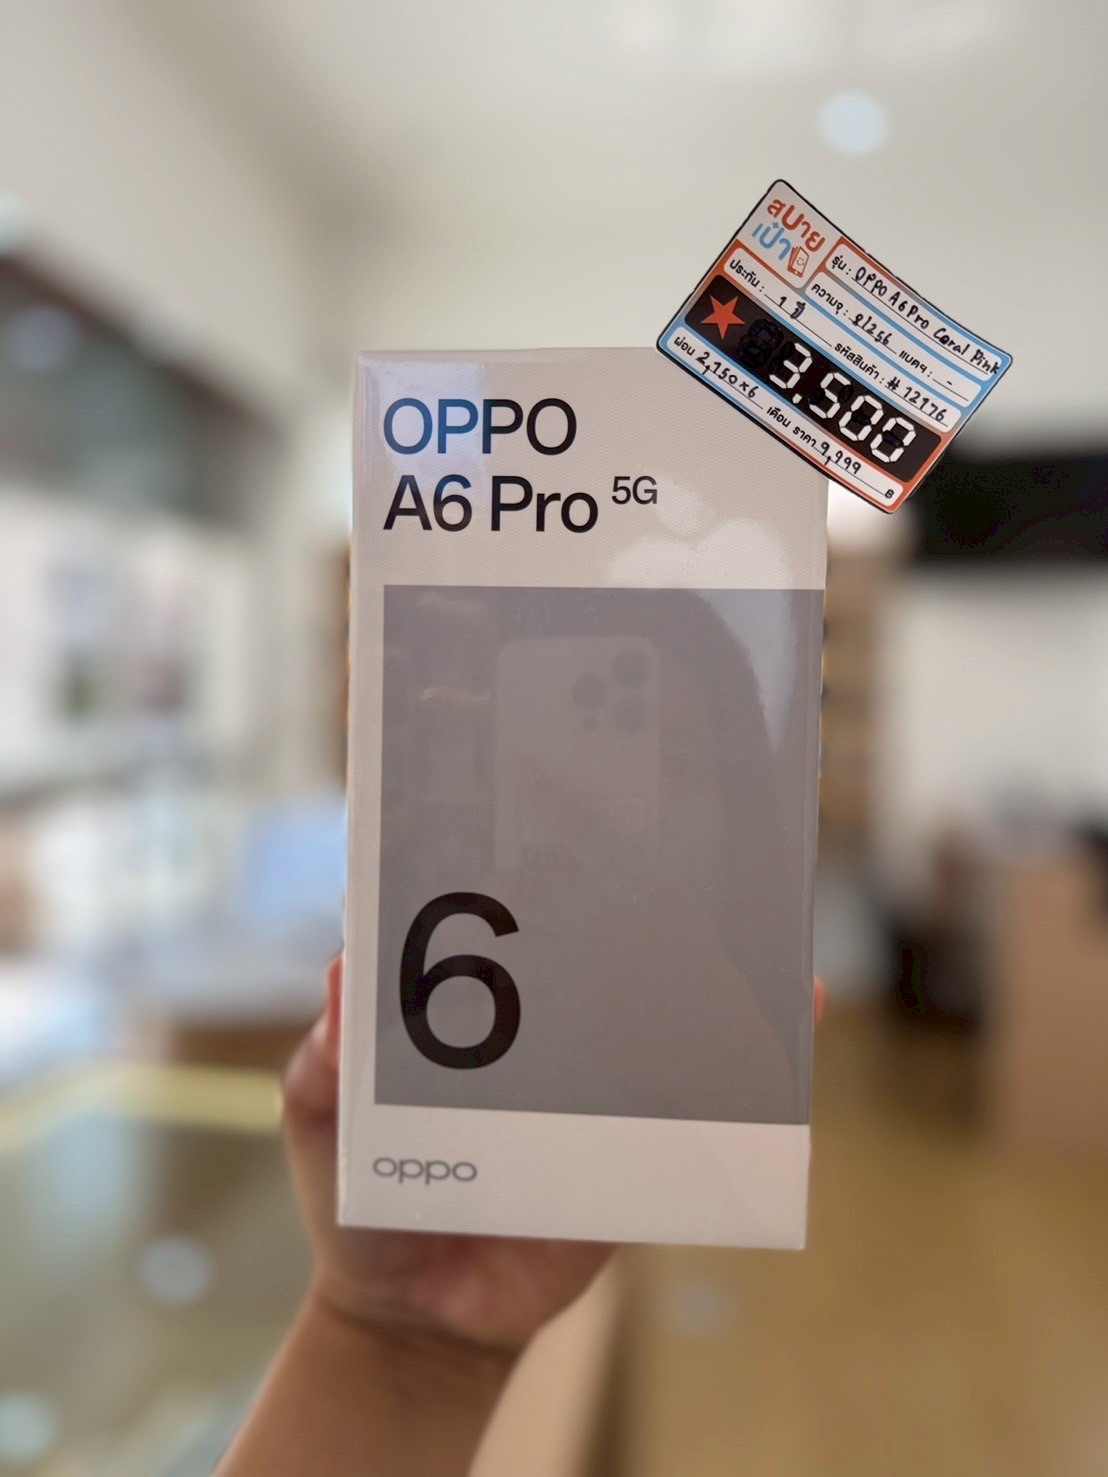 สบาย
เป๋า
รุ่น : OPPO A6 Pro Coral Pink
ความจุ : 8/256 แบตฯ : -
ประกัน : 1 ปี รหัสสินค้า : # 12176
3,500
ผ่อน 2,150x6 เดือน ราคา 9,999 ฿
OPPO
A6 Pro 5G
6
oppo